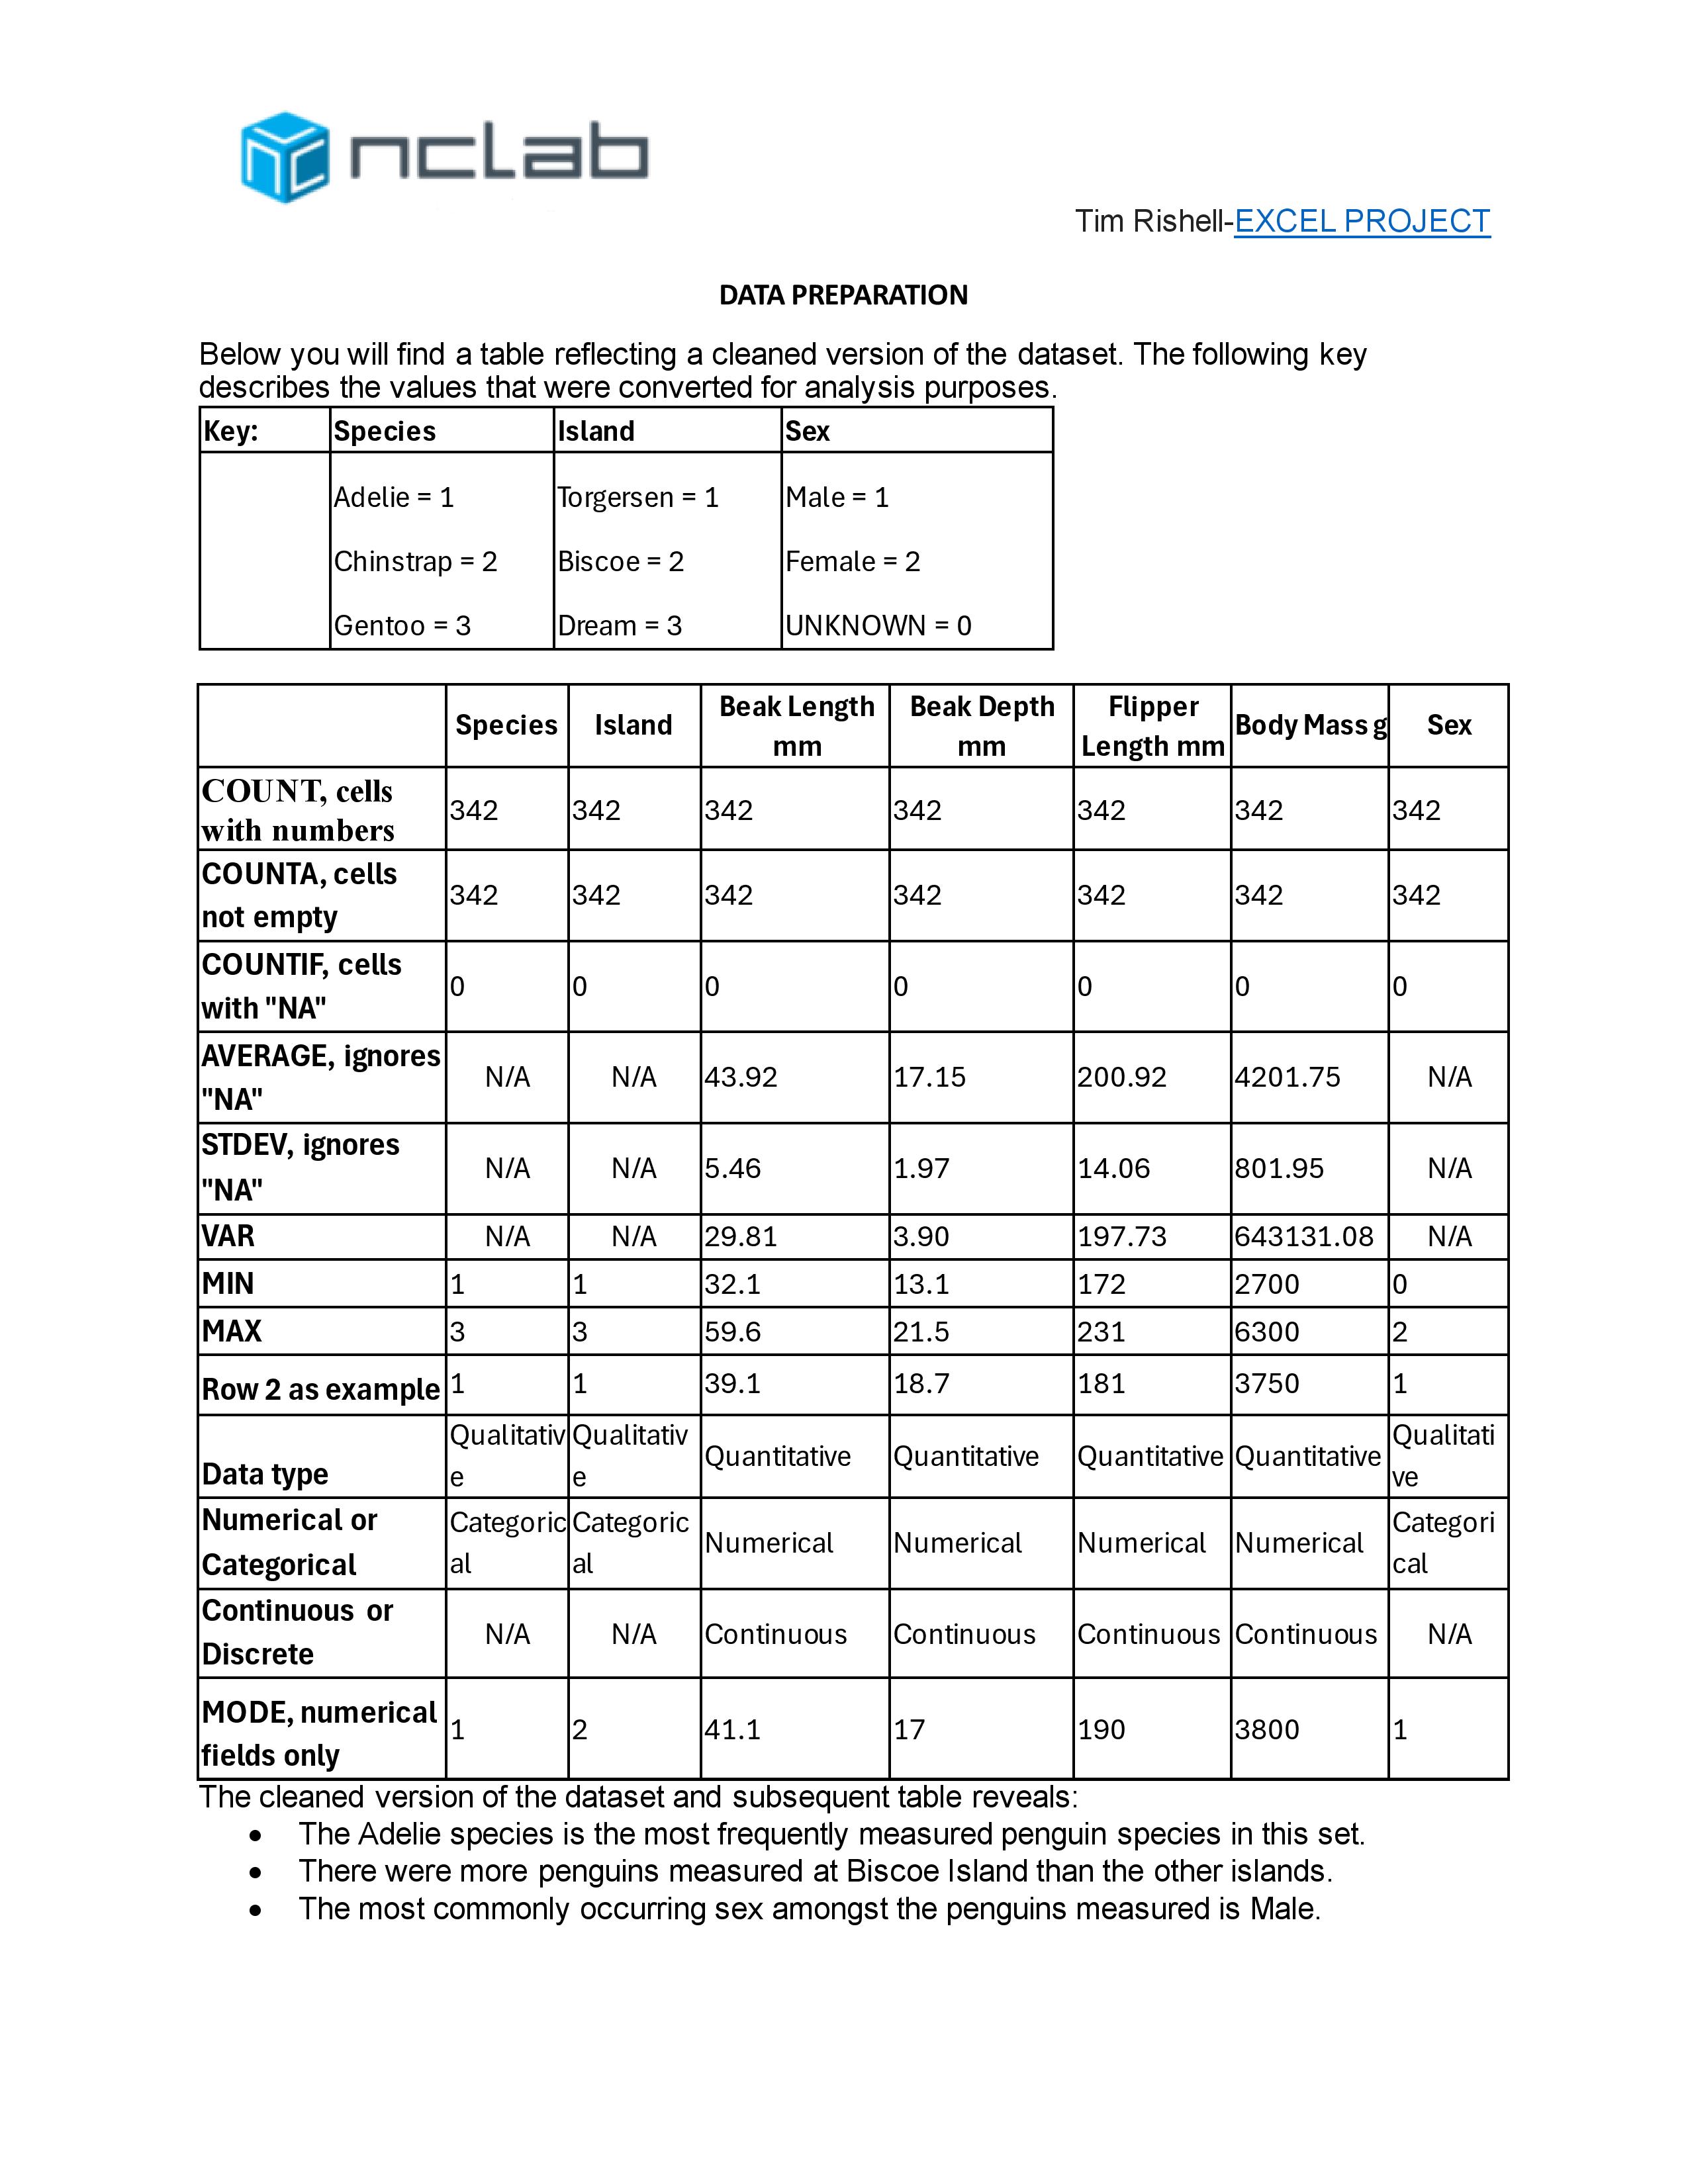 nclab
Tim Rishell-EXCEL PROJECT
DATA PREPARATION
Below you will find a table reflecting a cleaned version of the dataset. The following key
describes the values that were converted for analysis purposes.
Key: Species Island Sex
Adelie = 1 Torgersen = 1 Male = 1
Chinstrap = 2 Biscoe = 2 Female = 2
Gentoo = 3 Dream = 3 UNKNOWN = 0
Species Island Beak Length mm Beak Depth mm Flipper Length mm Body Mass g Sex
COUNT, cells with numbers 342 342 342 342 342 342 342
COUNTA, cells not empty 342 342 342 342 342 342 342
COUNTIF, cells with "NA" 0 0 0 0 0 0 0
AVERAGE, ignores "NA" N/A N/A 43.92 17.15 200.92 4201.75 N/A
STDEV, ignores "NA" N/A N/A 5.46 1.97 14.06 801.95 N/A
VAR N/A N/A 29.81 3.90 197.73 643131.08 N/A
MIN 1 1 32.1 13.1 172 2700 0
MAX 3 3 59.6 21.5 231 6300 2
Row 2 as example 1 1 39.1 18.7 181 3750 1
Data type Qualitative Qualitative Quantitative Quantitative Quantitative Quantitative Qualitative
Numerical or Categorical Categorical Categorical Numerical Numerical Numerical Numerical Categorical
Continuous or Discrete N/A N/A Continuous Continuous Continuous Continuous N/A
MODE, numerical fields only 1 2 41.1 17 190 3800 1
The cleaned version of the dataset and subsequent table reveals:
• The Adelie species is the most frequently measured penguin species in this set.
• There were more penguins measured at Biscoe Island than the other islands.
• The most commonly occurring sex amongst the penguins measured is Male.